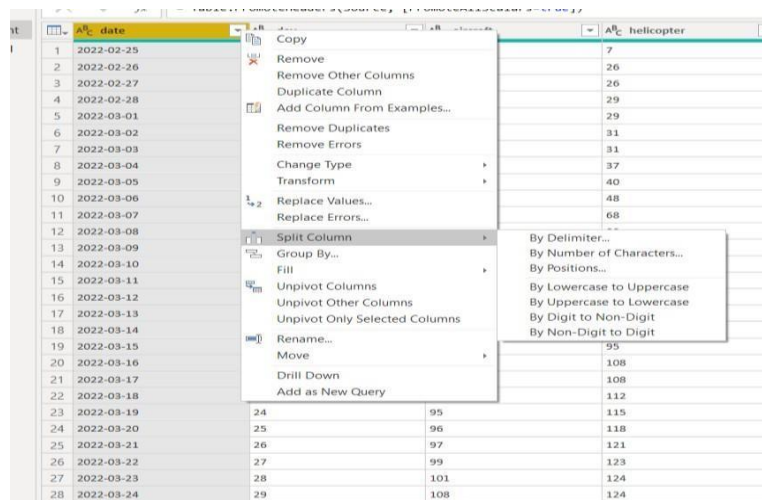 Table.PromoteHeaders(Source, [PromoteAllScalars=true])
nt
ABC date
ABC helicopter
1 2022-02-25 7
2 2022-02-26 26
3 2022-02-27 26
4 2022-02-28 29
5 2022-03-01 29
6 2022-03-02 31
7 2022-03-03 31
8 2022-03-04 37
9 2022-03-05 40
10 2022-03-06 48
11 2022-03-07 68
12 2022-03-08
13 2022-03-09
14 2022-03-10
15 2022-03-11
16 2022-03-12
17 2022-03-13
18 2022-03-14
19 2022-03-15 95
20 2022-03-16 108
21 2022-03-17 108
22 2022-03-18 112
23 2022-03-19 24 95 115
24 2022-03-20 25 96 118
25 2022-03-21 26 97 121
26 2022-03-22 27 99 123
27 2022-03-23 28 101 124
28 2022-03-24 29 108 124
Copy
Remove
Remove Other Columns
Duplicate Column
Add Column From Examples...
Remove Duplicates
Remove Errors
Change Type
Transform
Replace Values...
Replace Errors...
Split Column
Group By...
Fill
Unpivot Columns
Unpivot Other Columns
Unpivot Only Selected Columns
Rename...
Move
Drill Down
Add as New Query
By Delimiter...
By Number of Characters...
By Positions...
By Lowercase to Uppercase
By Uppercase to Lowercase
By Digit to Non-Digit
By Non-Digit to Digit